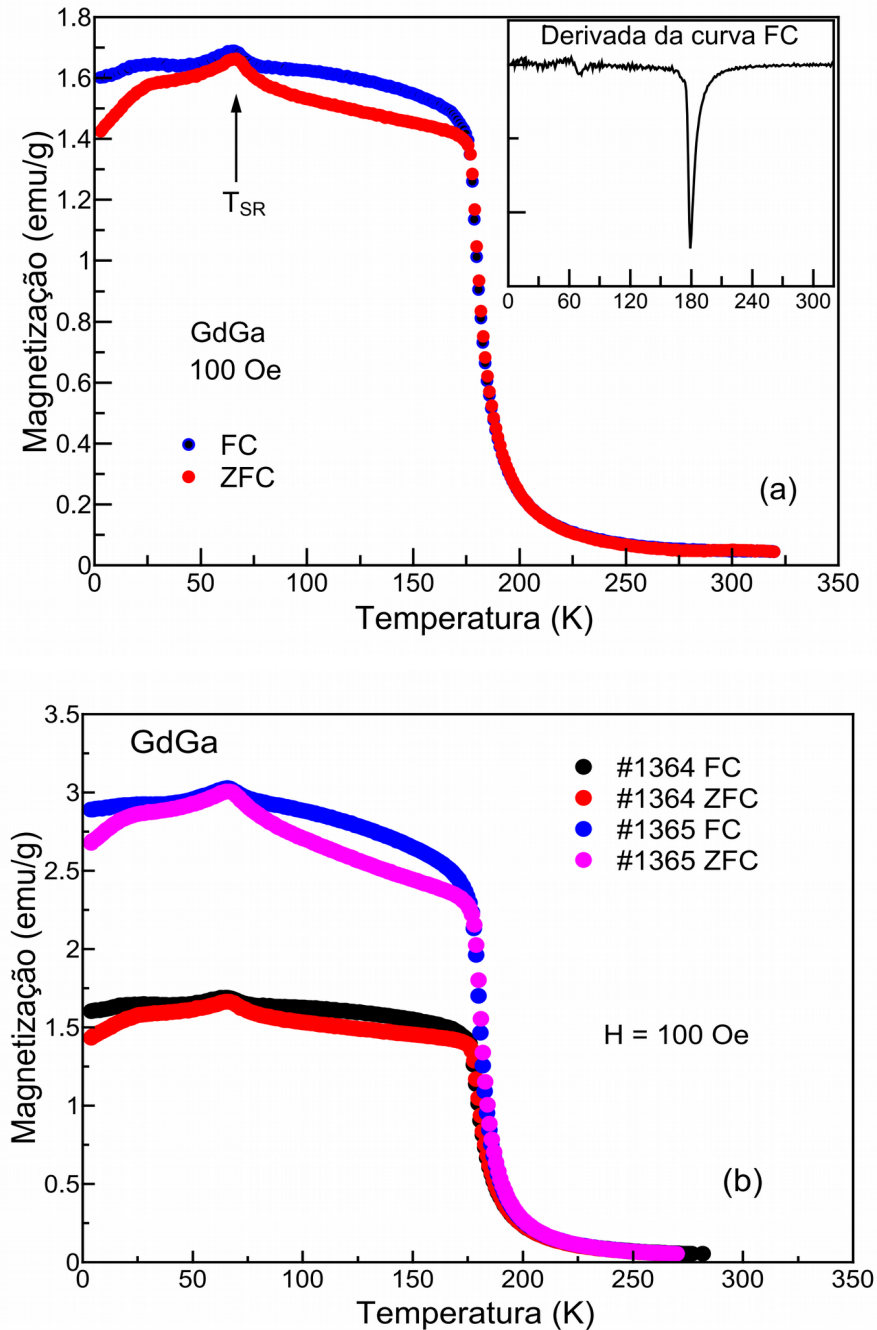 1.8
1.6
1.4
1.2
1
0.8
0.6
0.4
0.2
0
Magnetização (emu/g)
Derivada da curva FC
0 60 120 180 240 300
T_SR
GdGa
100 Oe
FC
ZFC
(a)
0 50 100 150 200 250 300 350
Temperatura (K)
3.5
3
2.5
2
1.5
1
0.5
0
Magnetização (emu/g)
GdGa
#1364 FC
#1364 ZFC
#1365 FC
#1365 ZFC
H = 100 Oe
(b)
0 50 100 150 200 250 300 350
Temperatura (K)